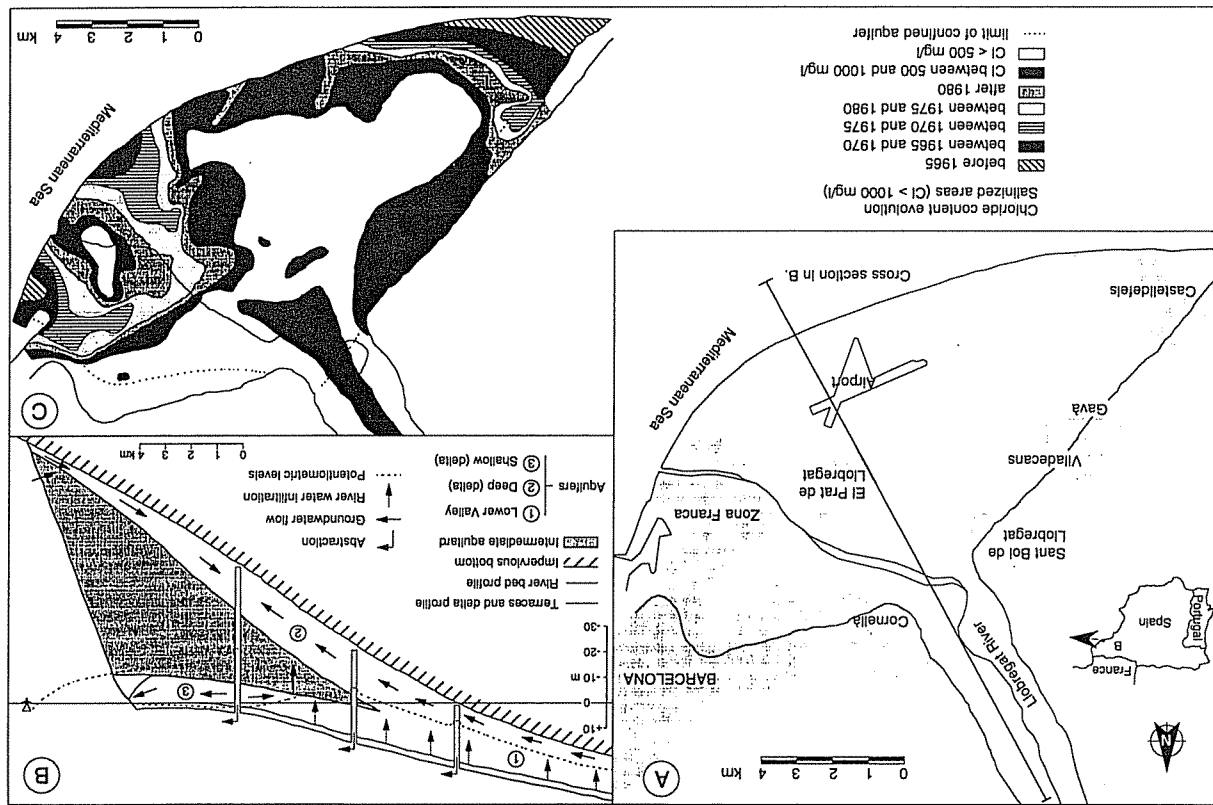 A
0 1 2 3 4
km
N
France
B
Portugal
Spain
Llobregat River
Cornellà
BARCELONA
Sant Boi de
Llobregat
Viladecans
Gavà
Castelldefels
El Prat de
Llobregat
Zona Franca
Airport
Mediterranean Sea
Cross section in B.
B
1
+10
0
-10 m
-20
-30
2
3
Terraces and delta profile
River bed profile
Impervious bottom
Intermediate aquitard
Aquifers
1 Lower Valley
2 Deep (delta)
3 Shallow (delta)
Abstraction
Groundwater flow
River water infiltration
Potentiometric levels
0 1 2 3 4 km
Chloride content evolution
Salinized areas (Cl > 1000 mg/l)
before 1965
between 1965 and 1970
between 1970 and 1975
between 1975 and 1980
after 1980
Cl between 500 and 1000 mg/l
Cl < 500 mg/l
limit of confined aquifer
C
Mediterranean Sea
0 1 2 3 4
km